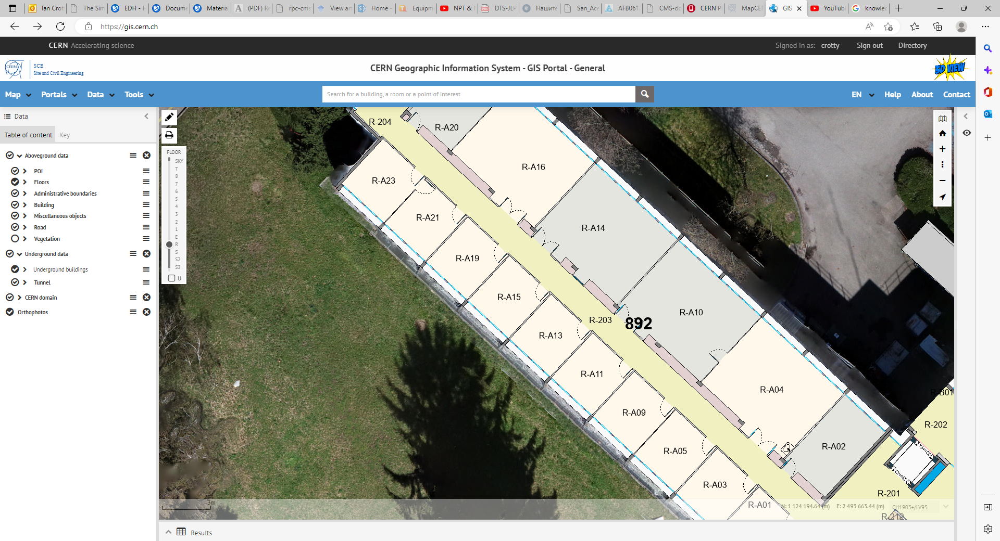 Ian Crot
The Sim
EDH - H
Docume
Materia
(PDF) R
rpc-cms
View ar
Home -
Equipm
NPT &
DTS-JLP
Нашите
San_Ace
AFB061
CMS-do
CERN P
MapCER
GIS
YouTub
knowled
https://gis.cern.ch
CERN Accelerating science
Signed in as: crotty Sign out Directory
CERN
SCE
Site and Civil Engineering
CERN Geographic Information System - GIS Portal - General
3D VIEW
Map Portals Data Tools
Search for a building, a room or a point of interest
EN Help About Contact
Data
Table of content Key
Aboveground data
POI
Floors
Administrative boundaries
Building
Miscellaneous objects
Road
Vegetation
Underground data
Underground buildings
Tunnel
CERN domain
Orthophotos
FLOOR
SKY
T
8
7
6
5
4
3
2
1
E
R
S
S2
S3
U
R-204
R-A20
R-A16
R-A23
R-A21
R-A14
R-A19
R-A15
R-A10
R-203
892
R-A13
R-A11
R-A04
R-B01
R-A09
R-202
R-A05
R-A02
R-A03
R-201
R-A01
R-212
3m
N: 1 124 194.64 (m) E: 2 493 663.44 (m) CH1903+/LV95
Results